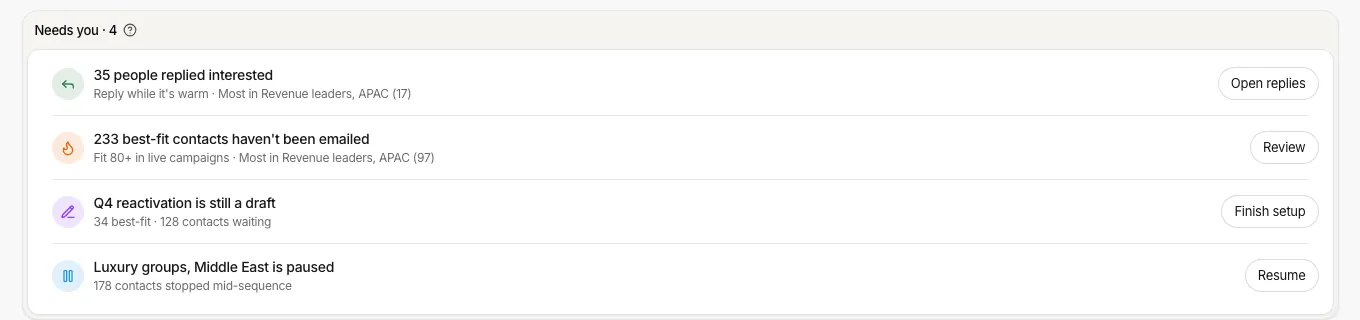 Needs you · 4
35 people replied interested
Reply while it's warm · Most in Revenue leaders, APAC (17)
Open replies
233 best-fit contacts haven't been emailed
Fit 80+ in live campaigns · Most in Revenue leaders, APAC (97)
Review
Q4 reactivation is still a draft
34 best-fit · 128 contacts waiting
Finish setup
Luxury groups, Middle East is paused
178 contacts stopped mid-sequence
Resume